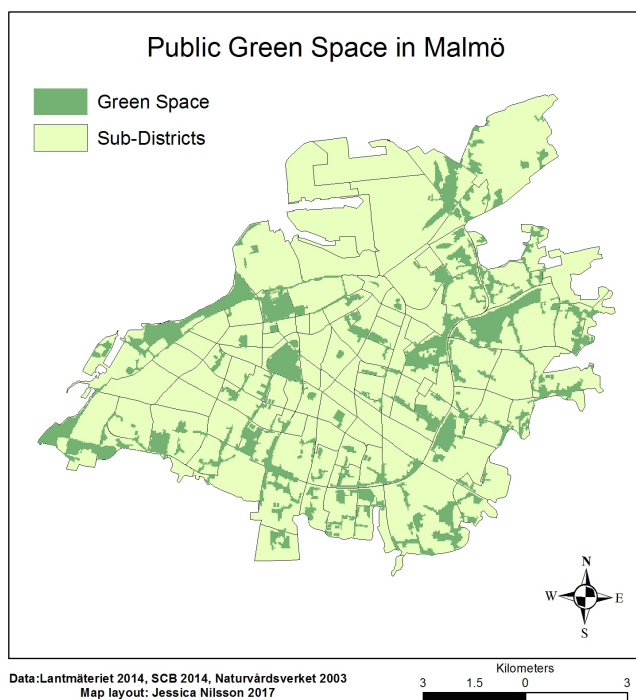 Public Green Space in Malmö
Green Space
Sub-Districts
N
W E
S
Kilometers
3 1.5 0 3
Data:Lantmäteriet 2014, SCB 2014, Naturvårdsverket 2003
Map layout: Jessica Nilsson 2017